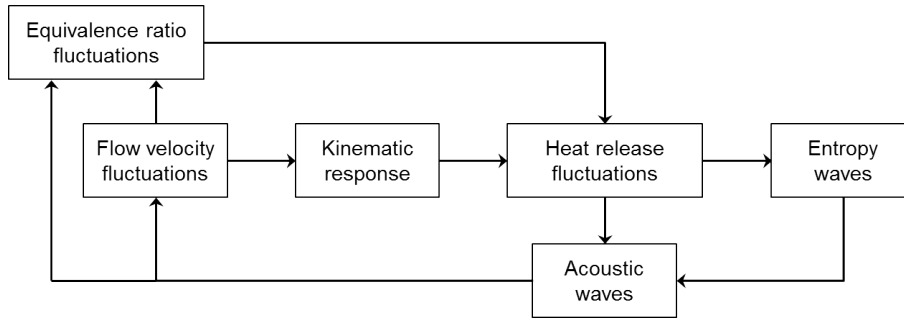 Equivalence ratio
fluctuations
Flow velocity
fluctuations
Kinematic
response
Heat release
fluctuations
Entropy
waves
Acoustic
waves